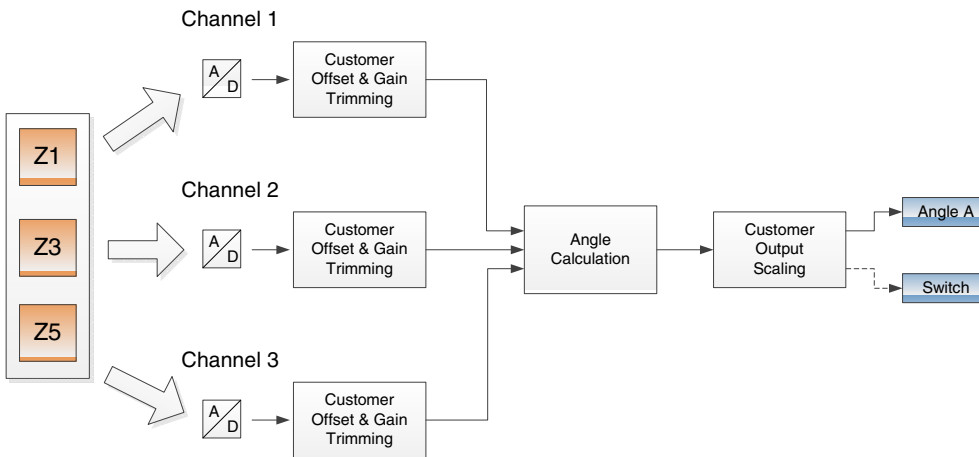 Channel 1
A
D
Customer
Offset & Gain
Trimming
Z1
Channel 2
Z3
A
D
Customer
Offset & Gain
Trimming
Angle
Calculation
Customer
Output
Scaling
Angle A
Switch
Z5
Channel 3
A
D
Customer
Offset & Gain
Trimming